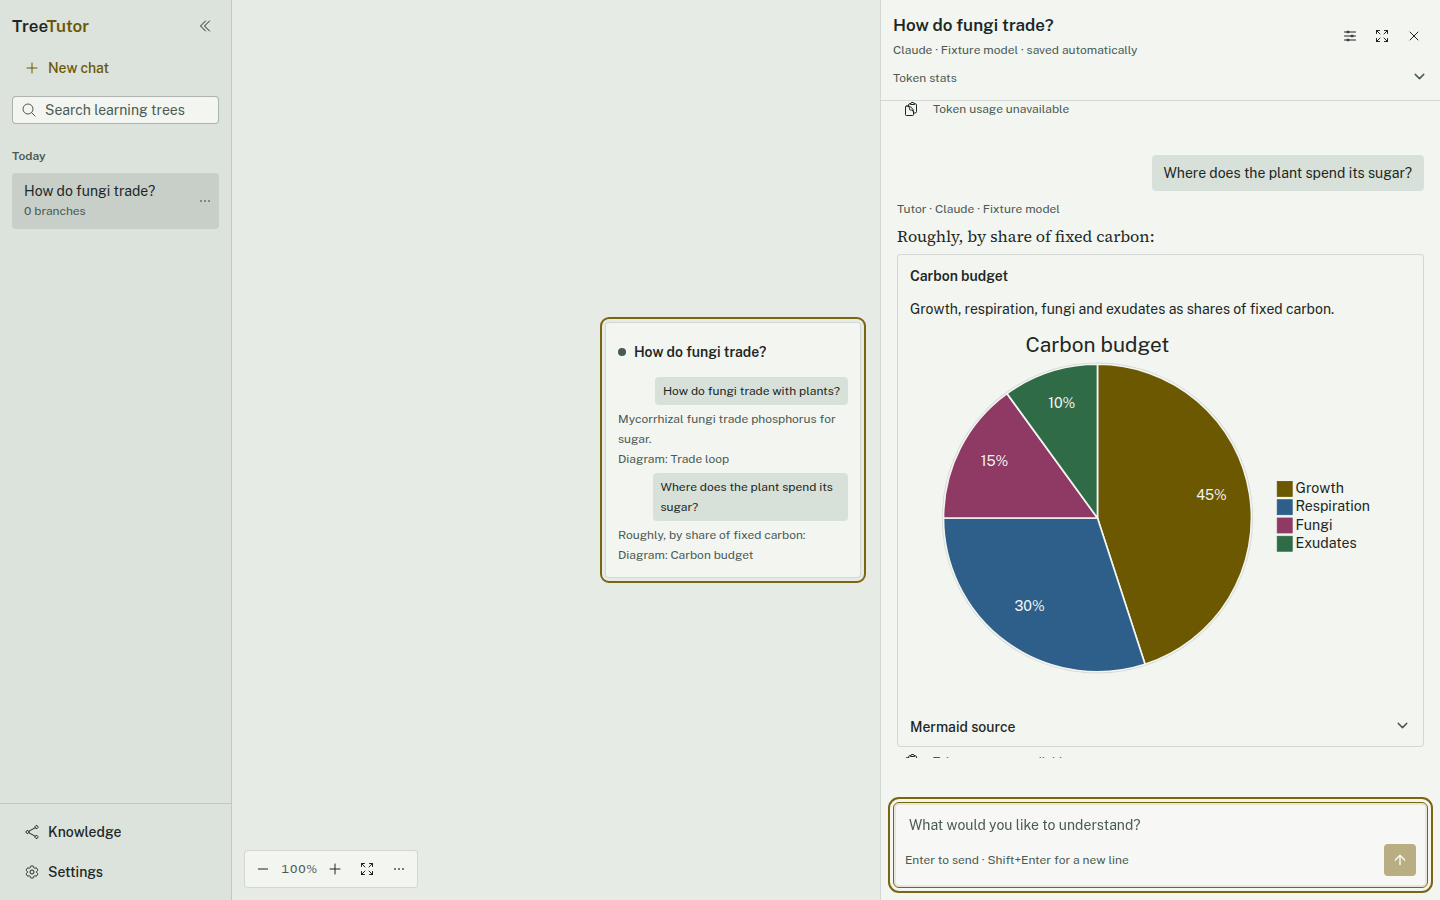 TreeTutor
New chat
Search learning trees
Today
How do fungi trade?
0 branches
Knowledge
Settings
How do fungi trade?
How do fungi trade with plants?
Mycorrhizal fungi trade phosphorus for
sugar.
Diagram: Trade loop
Where does the plant spend its
sugar?
Roughly, by share of fixed carbon:
Diagram: Carbon budget
100%
How do fungi trade?
Claude · Fixture model · saved automatically
Token stats
Token usage unavailable
Where does the plant spend its sugar?
Tutor · Claude · Fixture model
Roughly, by share of fixed carbon:
Carbon budget
Growth, respiration, fungi and exudates as shares of fixed carbon.
Carbon budget
10%
15%
45%
30%
Growth
Respiration
Fungi
Exudates
Mermaid source
What would you like to understand?
Enter to send · Shift+Enter for a new line